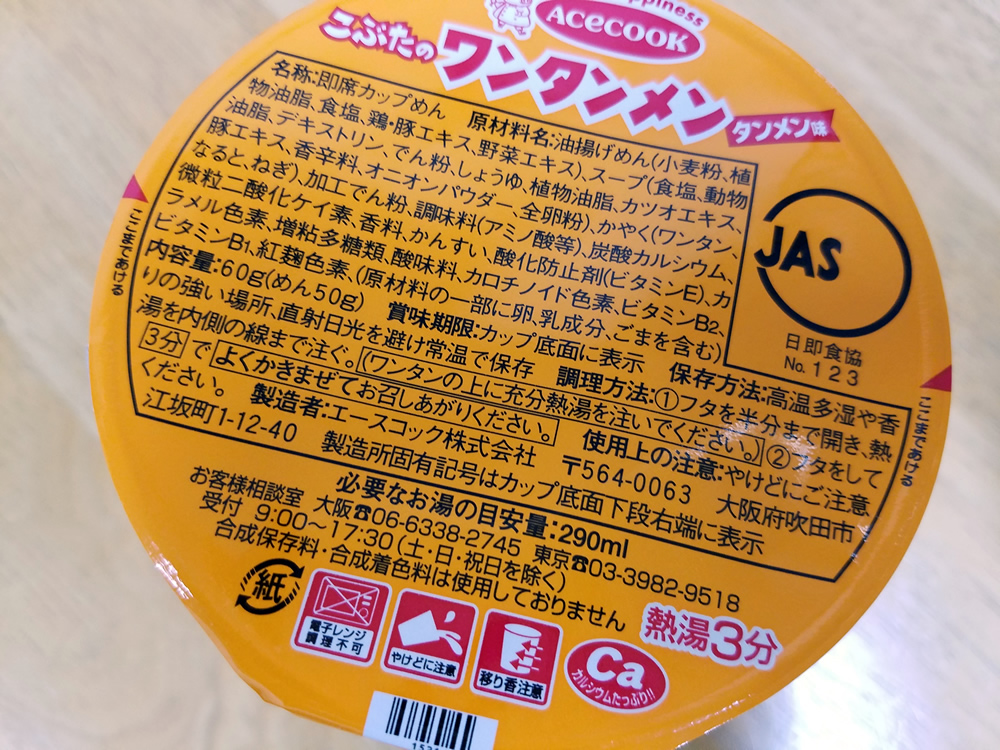 Happiness
ACECOOK
こぶたの
ワンタンメン
タンメン味
名称:即席カップめん 原材料名:油揚げめん(小麦粉、植
物油脂、食塩、鶏・豚エキス、野菜エキス)、スープ(食塩、動物
油脂、デキストリン、でん粉、しょうゆ、植物油脂、カツオエキス、
豚エキス、香辛料、オニオンパウダー、全卵粉)、かやく(ワンタン、
なると、ねぎ)、加工でん粉、調味料(アミノ酸等)、炭酸カルシウム、
微粒二酸化ケイ素、香料、かんすい、酸化防止剤(ビタミンE)、カ
ラメル色素、増粘多糖類、酸味料、カロチノイド色素、ビタミンB2、
ビタミンB1、紅麹色素、(原材料の一部に卵、乳成分、ごまを含む)
内容量:60g(めん50g) 賞味期限:カップ底面に表示 保存方法:高温多湿や香
りの強い場所、直射日光を避け常温で保存 調理方法:①フタを半分まで開き、熱
湯を内側の線まで注ぐ。(ワンタンの上に充分熱湯を注いでください。)②フタをして
3分でよくかきまぜてお召しあがりください。 使用上の注意:やけどにご注意
ください。 製造者:エースコック株式会社 〒564-0063 大阪府吹田市
江坂町1-12-40 製造所固有記号はカップ底面下段右端に表示
JAS
日即食協
No. 123
ここまであける
ここまであける
必要なお湯の目安量:290ml
お客様相談室 大阪☎06-6338-2745 東京☎03-3982-9518
受付 9:00〜17:30(土・日・祝日を除く)
合成保存料・合成着色料は使用しておりません
熱湯3分
紙
電子レンジ
調理不可
やけどに注意
移り香注意
Ca
カルシウムたっぷり!!